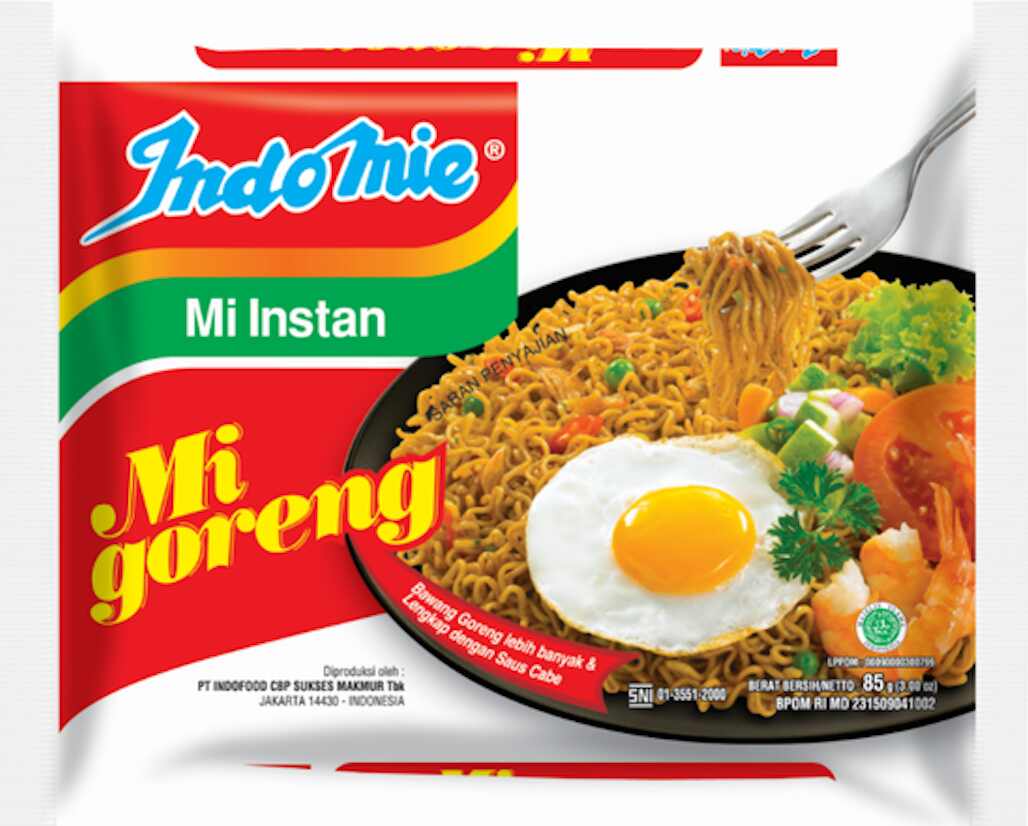 Indomie®
Mi Instan
SARAN PENYAJIAN
Mi
goreng
Bawang Goreng lebih banyak &
Lengkap dengan Saus Cabe
Diproduksi oleh :
PT INDOFOOD CBP SUKSES MAKMUR Tbk
JAKARTA 14430 - INDONESIA
SNI 01-3551-2000
BERAT BERSIH/NETTO 85 g (3.00 oz)
BPOM RI MD 231509041002